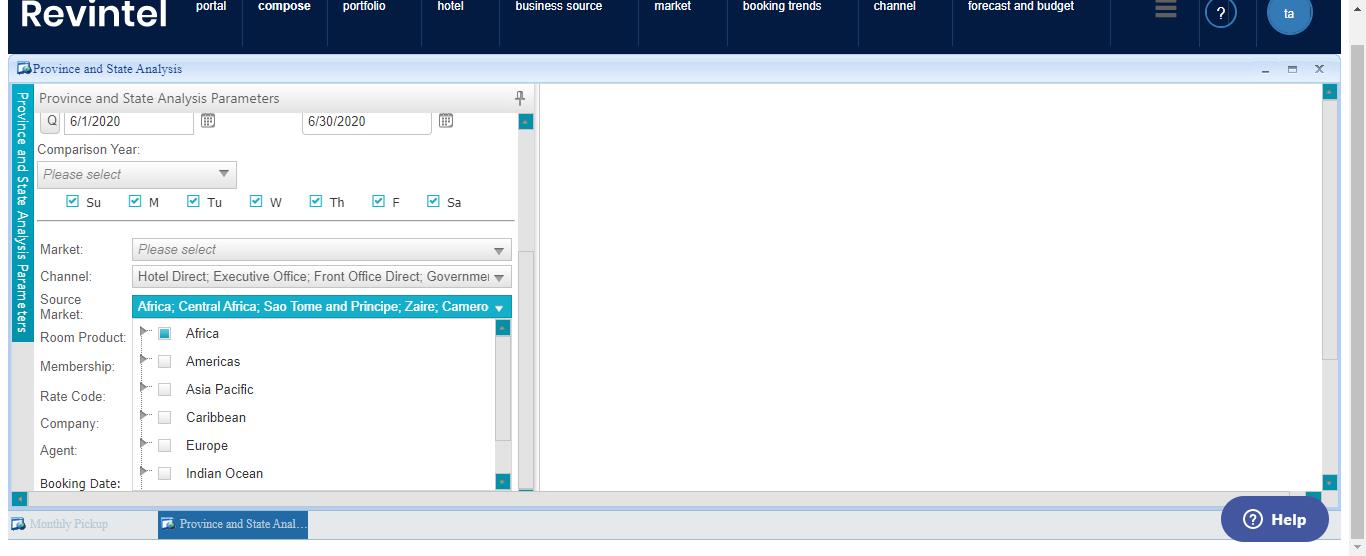 Revintel portal compose portfolio hotel business source market booking trends channel forecast and budget ? ta
Province and State Analysis
Province and State Analysis Parameters
Province and State Analysis Parameters
Q 6/1/2020 6/30/2020
Comparison Year:
Please select
Su M Tu W Th F Sa
Market: Please select
Channel: Hotel Direct; Executive Office; Front Office Direct; Governme
Source
Market:
Africa; Central Africa; Sao Tome and Principe; Zaire; Camero
Room Product: Africa
Membership: Americas
Rate Code: Asia Pacific
Company: Caribbean
Agent: Europe
Booking Date: Indian Ocean
Monthly Pickup Province and State Anal...
? Help